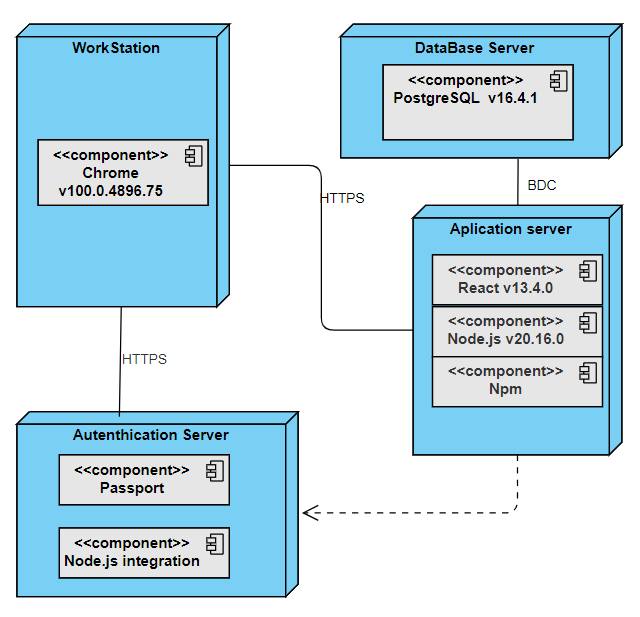 WorkStation
<<component>>
Chrome
v100.0.4896.75
DataBase Server
<<component>>
PostgreSQL v16.4.1
HTTPS
BDC
Aplication server
<<component>>
React v13.4.0
<<component>>
Node.js v20.16.0
<<component>>
Npm
HTTPS
Autenthication Server
<<component>>
Passport
<<component>>
Node.js integration